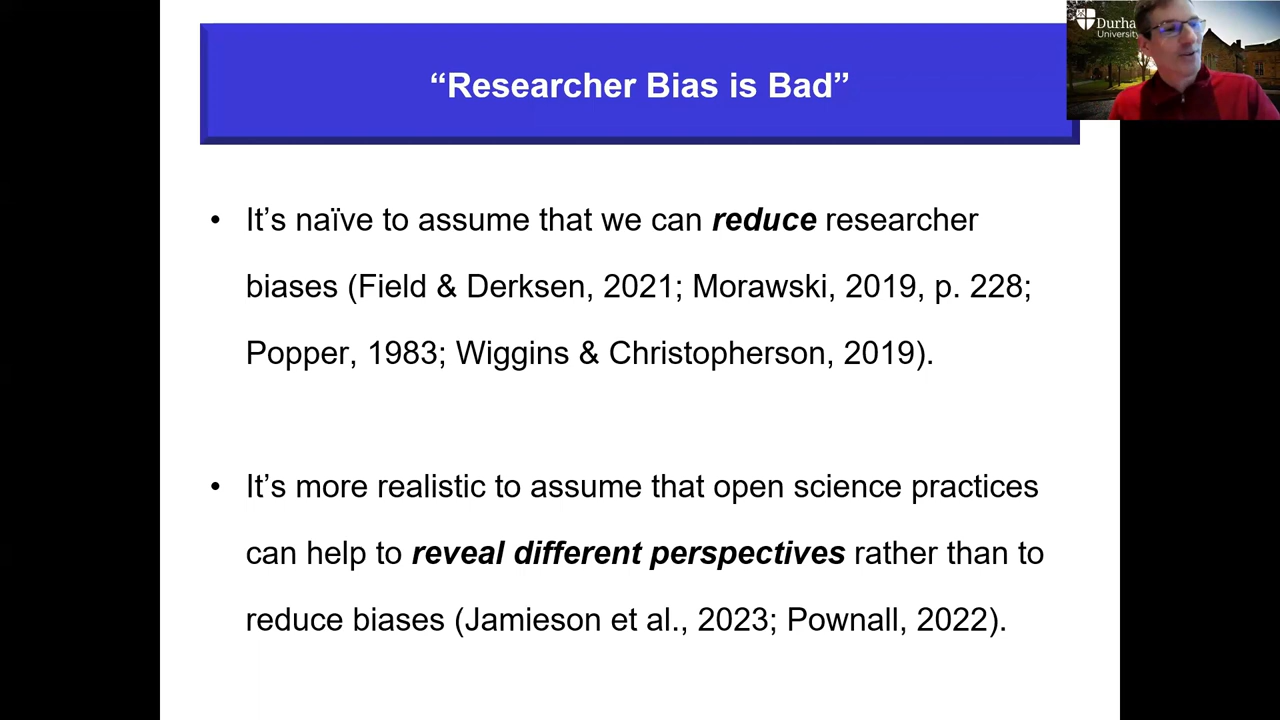 “Researcher Bias is Bad”
Durha
University
• It’s naïve to assume that we can reduce researcher
biases (Field & Derksen, 2021; Morawski, 2019, p. 228;
Popper, 1983; Wiggins & Christopherson, 2019).
• It’s more realistic to assume that open science practices
can help to reveal different perspectives rather than to
reduce biases (Jamieson et al., 2023; Pownall, 2022).